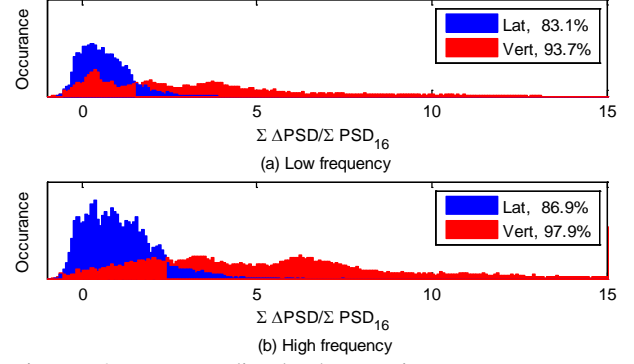 Occurance
Lat, 83.1%
Vert, 93.7%
0 5 10 15
Σ ΔPSD/Σ PSD16
(a) Low frequency
Occurance
Lat, 86.9%
Vert, 97.9%
0 5 10 15
Σ ΔPSD/Σ PSD16
(b) High frequency